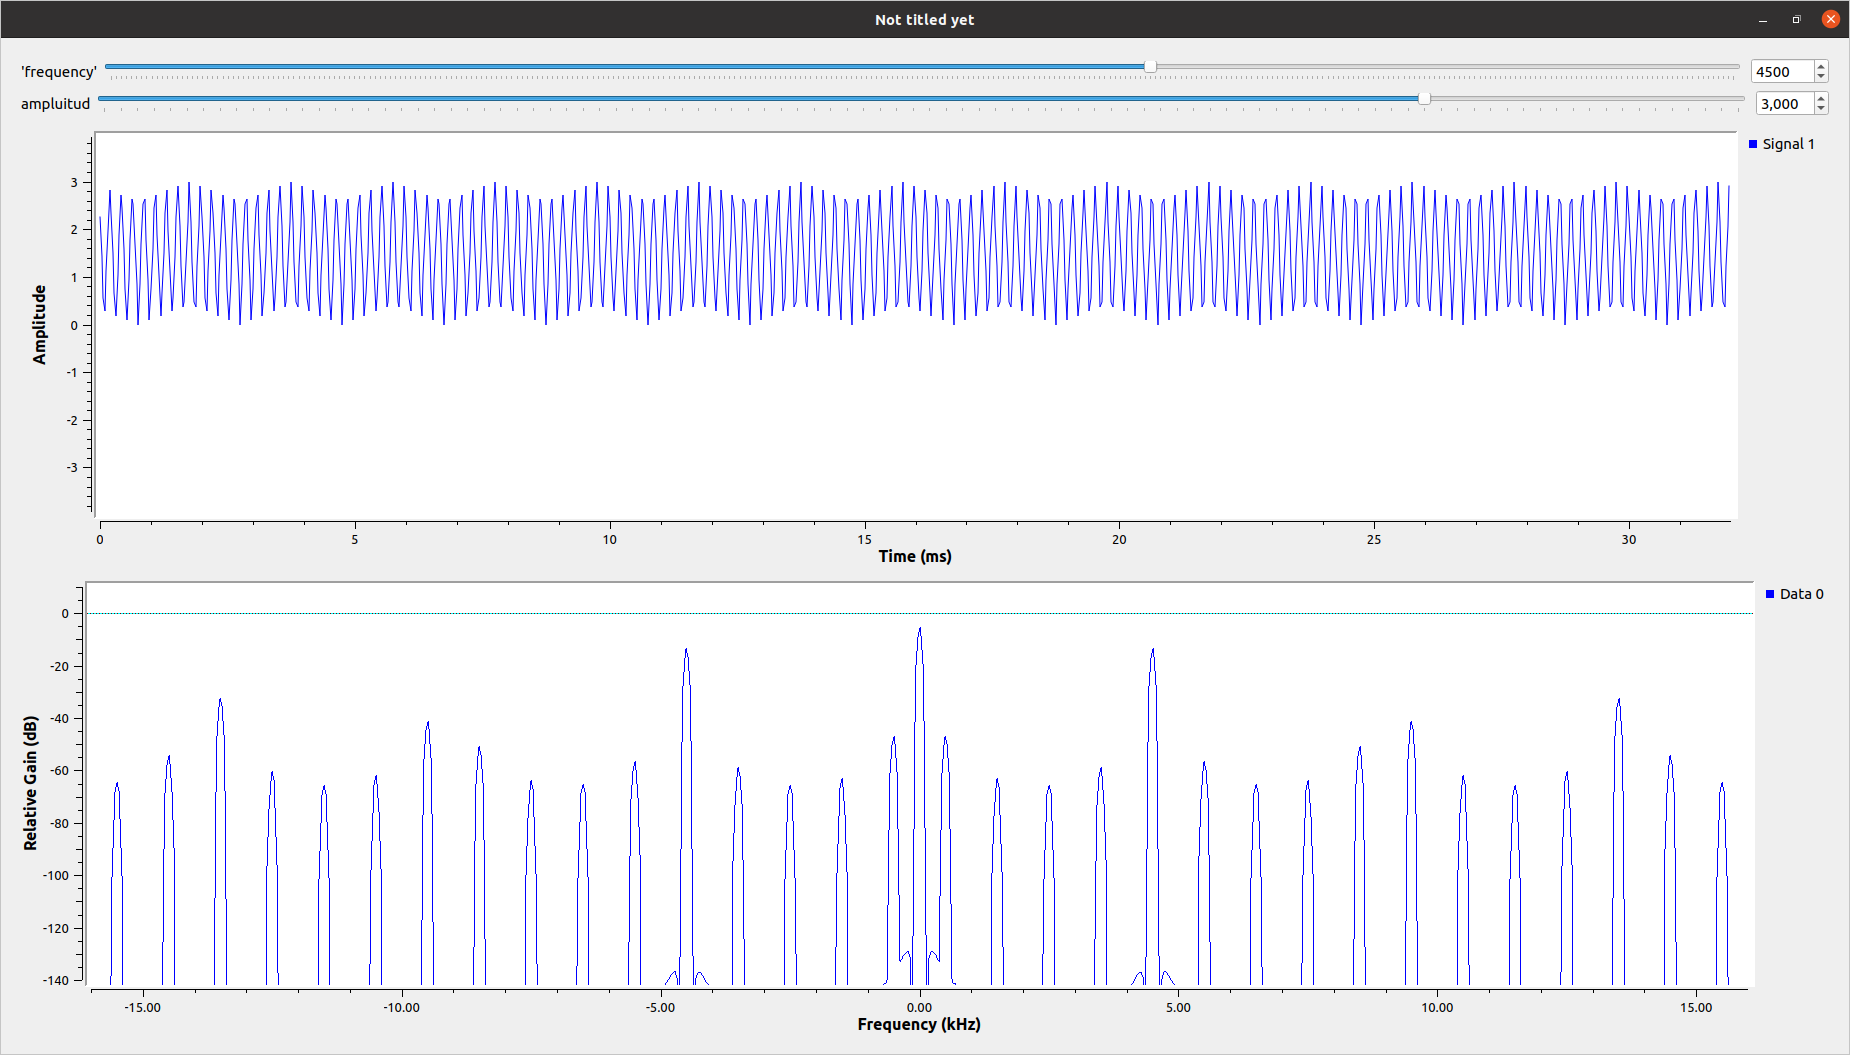 Not titled yet
'frequency' 4500
ampluitud 3,000
Signal 1
Amplitude
3
2
1
0
-1
-2
-3
0 5 10 15 20 25 30
Time (ms)
Data 0
Relative Gain (dB)
0
-20
-40
-60
-80
-100
-120
-140
-15.00 -10.00 -5.00 0.00 5.00 10.00 15.00
Frequency (kHz)